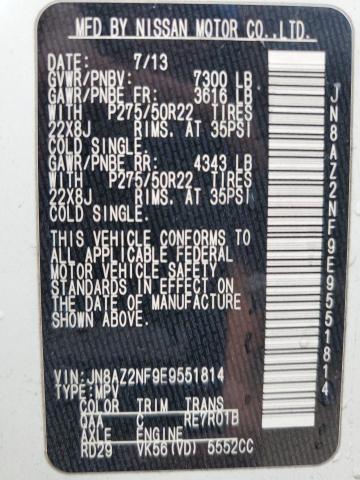 MFD BY NISSAN MOTOR CO.,LTD.
DATE: 7/13
GVWR/PNBV: 7300 LB
GAWR/PNBE FR: 3618 LB
WITH P275/50R22 TIRES
22X8J RIMS. AT 35PSI
COLD SINGLE.
GAWR/PNBE RR: 4343 LB
WITH P275/50R22 TIRES
22X8J RIMS. AT 35PSI
COLD SINGLE.
THIS VEHICLE CONFORMS TO
ALL APPLICABLE FEDERAL
MOTOR VEHICLE SAFETY
STANDARDS IN EFFECT ON
THE DATE OF MANUFACTURE
SHOWN ABOVE.
VIN: JN8AZ2NF9E9551814
TYPE: MPV
COLOR TRIM TRANS
QAA C RE7R01B
AXLE ENGINE
RD29 VK56(VD) 5552CC
JN8AZ2NF9E9551814